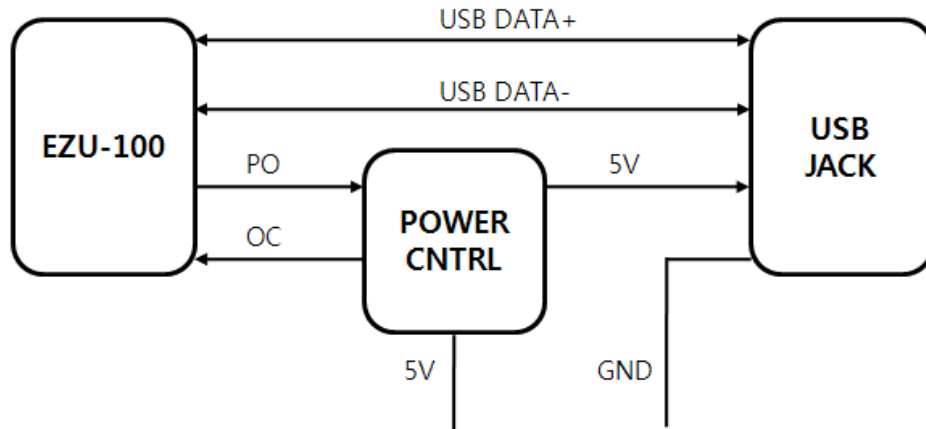 USB DATA+
USB DATA-
EZU-100
USB
JACK
PO
5V
OC
POWER
CNTRL
5V
GND